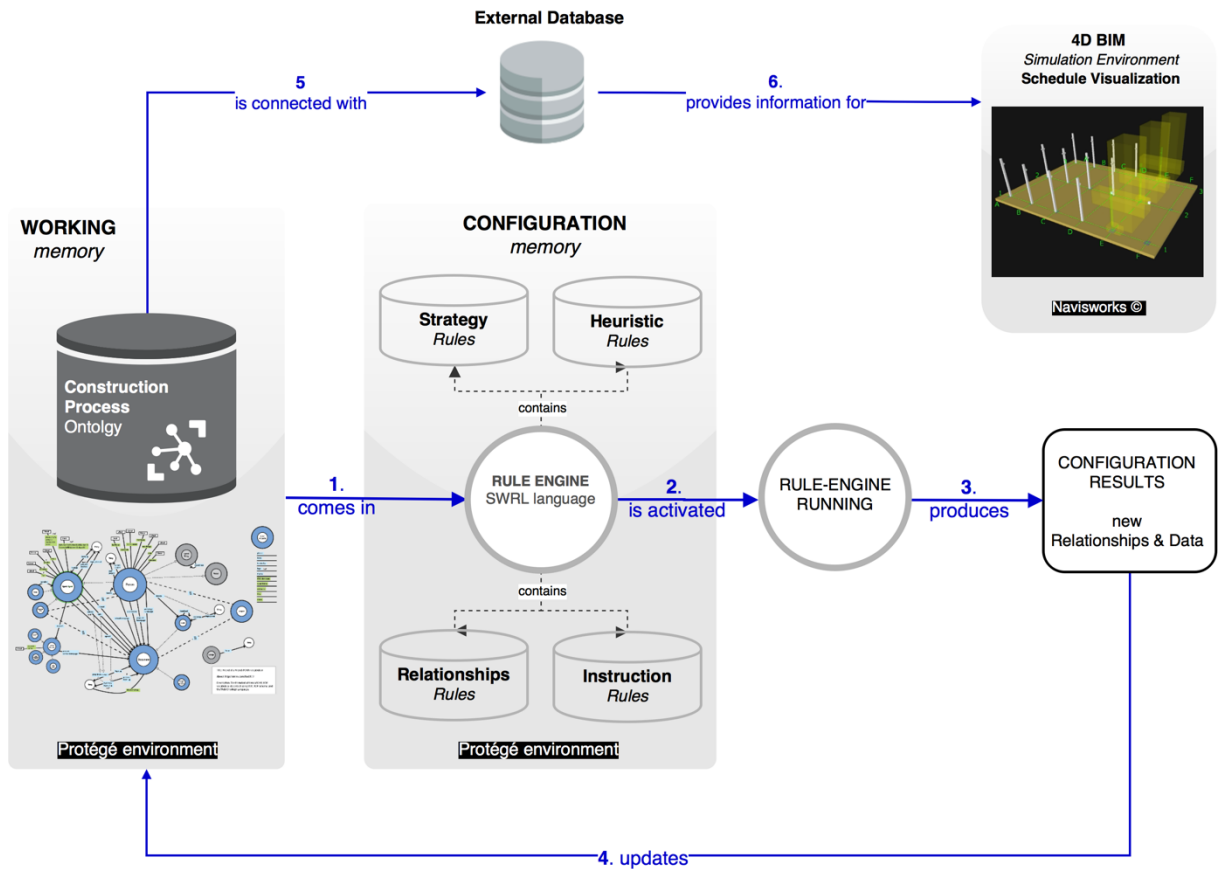 External Database
5
is connected with
6.
provides information for
4D BIM
Simulation Environment
Schedule Visualization
Navisworks ©
WORKING
memory
Construction
Process
Ontolgy
Protégé environment
CONFIGURATION
memory
Strategy
Rules
Heuristic
Rules
contains
RULE ENGINE
SWRL language
contains
Relationships
Rules
Instruction
Rules
Protégé environment
1.
comes in
2.
is activated
RULE-ENGINE
RUNNING
3.
produces
CONFIGURATION
RESULTS
new
Relationships & Data
4. updates